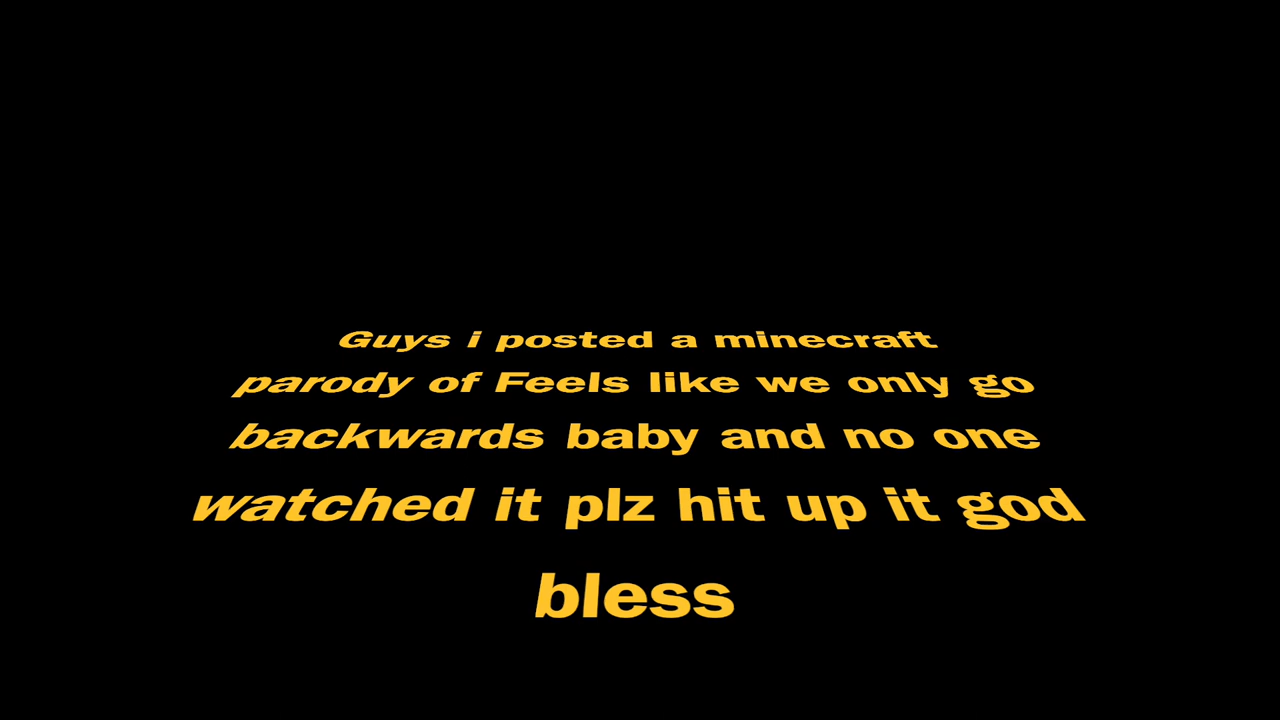 Guys i posted a minecraft
parody of Feels like we only go
backwards baby and no one
watched it plz hit up it god
bless